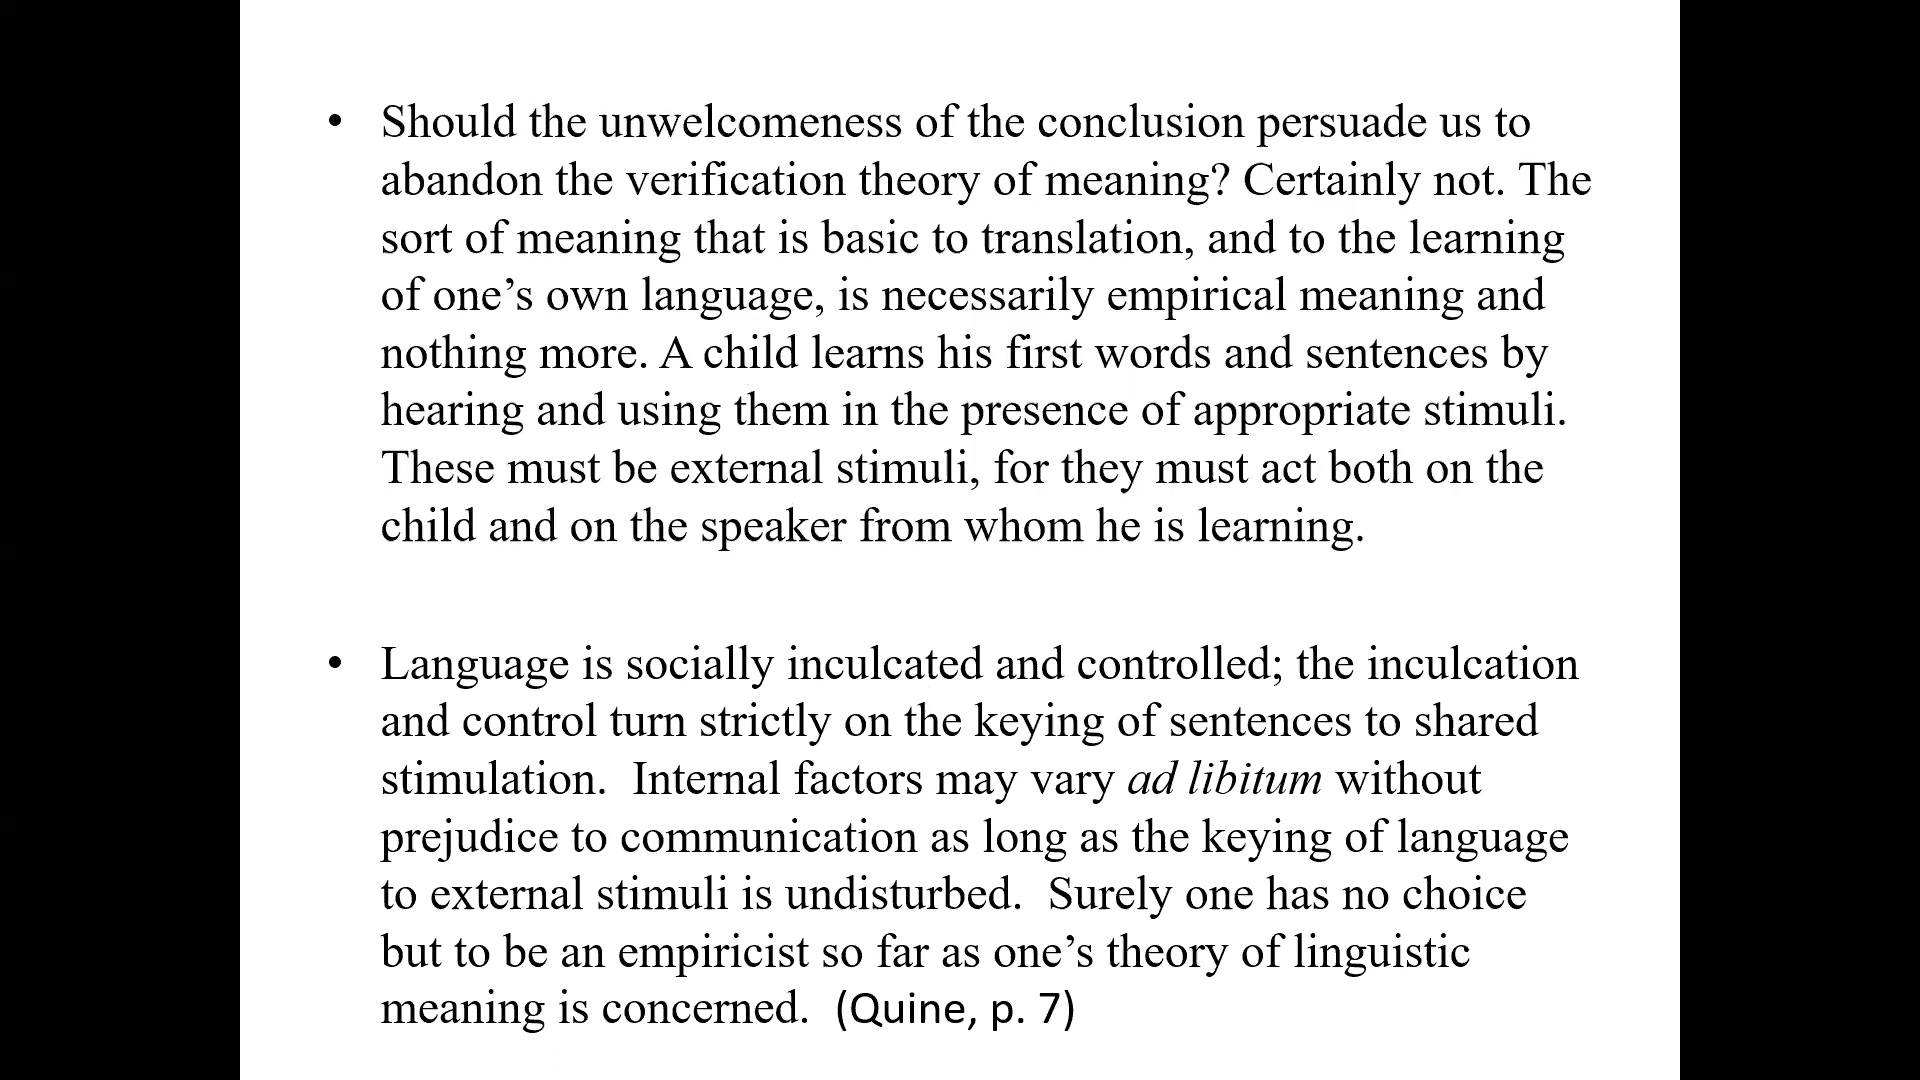 • Should the unwelcomeness of the conclusion persuade us to
abandon the verification theory of meaning? Certainly not. The
sort of meaning that is basic to translation, and to the learning
of one’s own language, is necessarily empirical meaning and
nothing more. A child learns his first words and sentences by
hearing and using them in the presence of appropriate stimuli.
These must be external stimuli, for they must act both on the
child and on the speaker from whom he is learning.
• Language is socially inculcated and controlled; the inculcation
and control turn strictly on the keying of sentences to shared
stimulation.  Internal factors may vary ad libitum without
prejudice to communication as long as the keying of language
to external stimuli is undisturbed.  Surely one has no choice
but to be an empiricist so far as one’s theory of linguistic
meaning is concerned.  (Quine, p. 7)